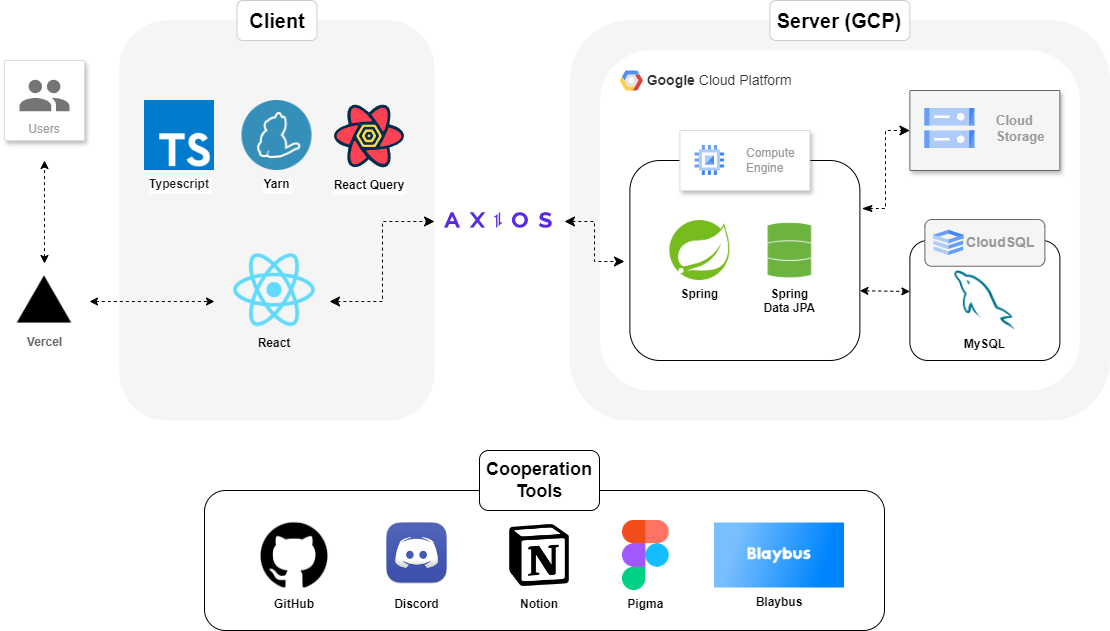 Client
Server (GCP)
Users
Google Cloud Platform
TS
Typescript
Yarn
React Query
Compute
Engine
Cloud
Storage
AXIOS
CloudSQL
Spring
Spring
Data JPA
MySQL
Vercel
React
Cooperation
Tools
N
Blaybus
GitHub
Discord
Notion
Pigma
Blaybus